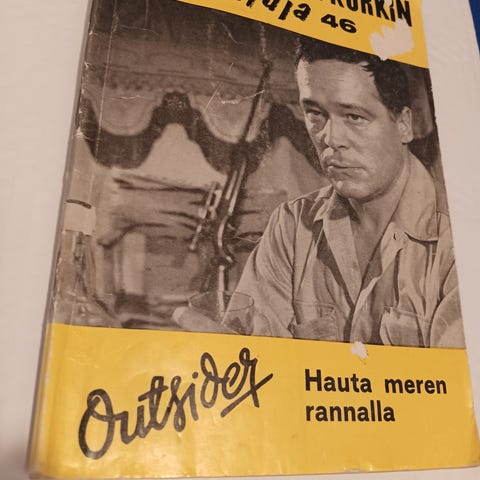 KORKIN
46
Outsider
Hauta meren
rannalla